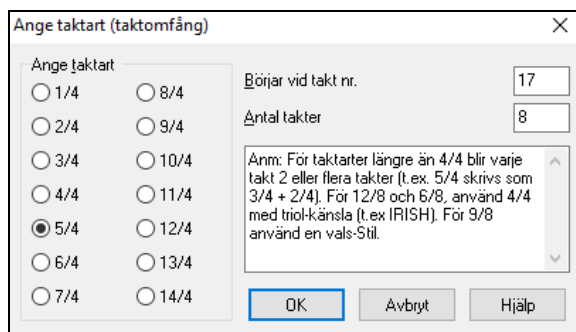 Ange taktart (taktomfång)
Ange taktart
1/4
2/4
3/4
4/4
5/4
6/4
7/4
8/4
9/4
10/4
11/4
12/4
13/4
14/4
Börjar vid takt nr.
17
Antal takter
8
Anm: För taktarter längre än 4/4 blir varje
takt 2 eller flera takter (t.ex. 5/4 skrivs som
3/4 + 2/4). För 12/8 och 6/8, använd 4/4
med triol-känsla (t.ex IRISH). För 9/8
använd en vals-Stil.
OK
Avbryt
Hjälp